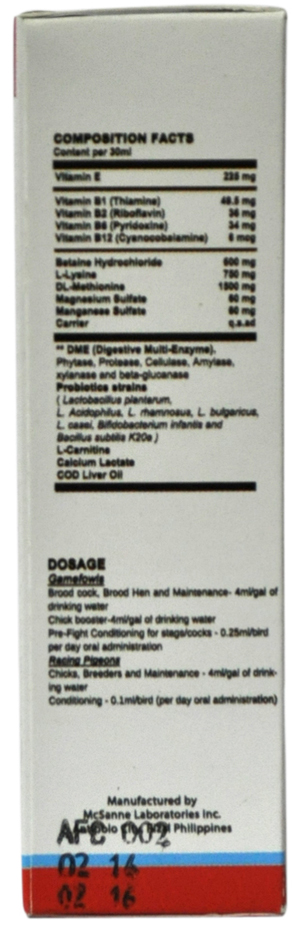 COMPOSITION FACTS
Content per 30ml
Vitamin E 225 mg
Vitamin B1 (Thiamine) 49.5 mg
Vitamin B2 (Riboflavin) 36 mg
Vitamin B6 (Pyridoxine) 34 mg
Vitamin B12 (Cyanocobalamine) 6 mcg
Betaine Hydrochloride 600 mg
L-Lysine 750 mg
DL-Methionine 1500 mg
Magnesium Sulfate 60 mg
Manganese Sulfate 60 mg
Carrier q.s.ad
** DME (Digestive Multi-Enzyme),
Phytase, Protease, Cellulase, Amylase,
xylanase and beta-glucanase
Probiotics strains
( Lactobacillus plantarum,
L. Acidophilus, L. rhamnosus, L. bulgaricus,
L. casei, Bifidobacterium infantis and
Bacillus subtilis K20a )
L-Carnitine
Calcium Lactate
COD Liver Oil
DOSAGE
Gamefowls
Brood cock, Brood Hen and Maintenance- 4ml/gal of
drinking water
Chick booster-4ml/gal of drinking water
Pre-Fight Conditioning for stags/cocks - 0.25ml/bird
per day oral administration
Racing Pigeons
Chicks, Breeders and Maintenance - 4ml/gal of drink-
ing water
Conditioning - 0.1ml/bird (per day oral administration)
Manufactured by
McSanne Laboratories Inc.
Philippines
AFC 002
02 16
02 16